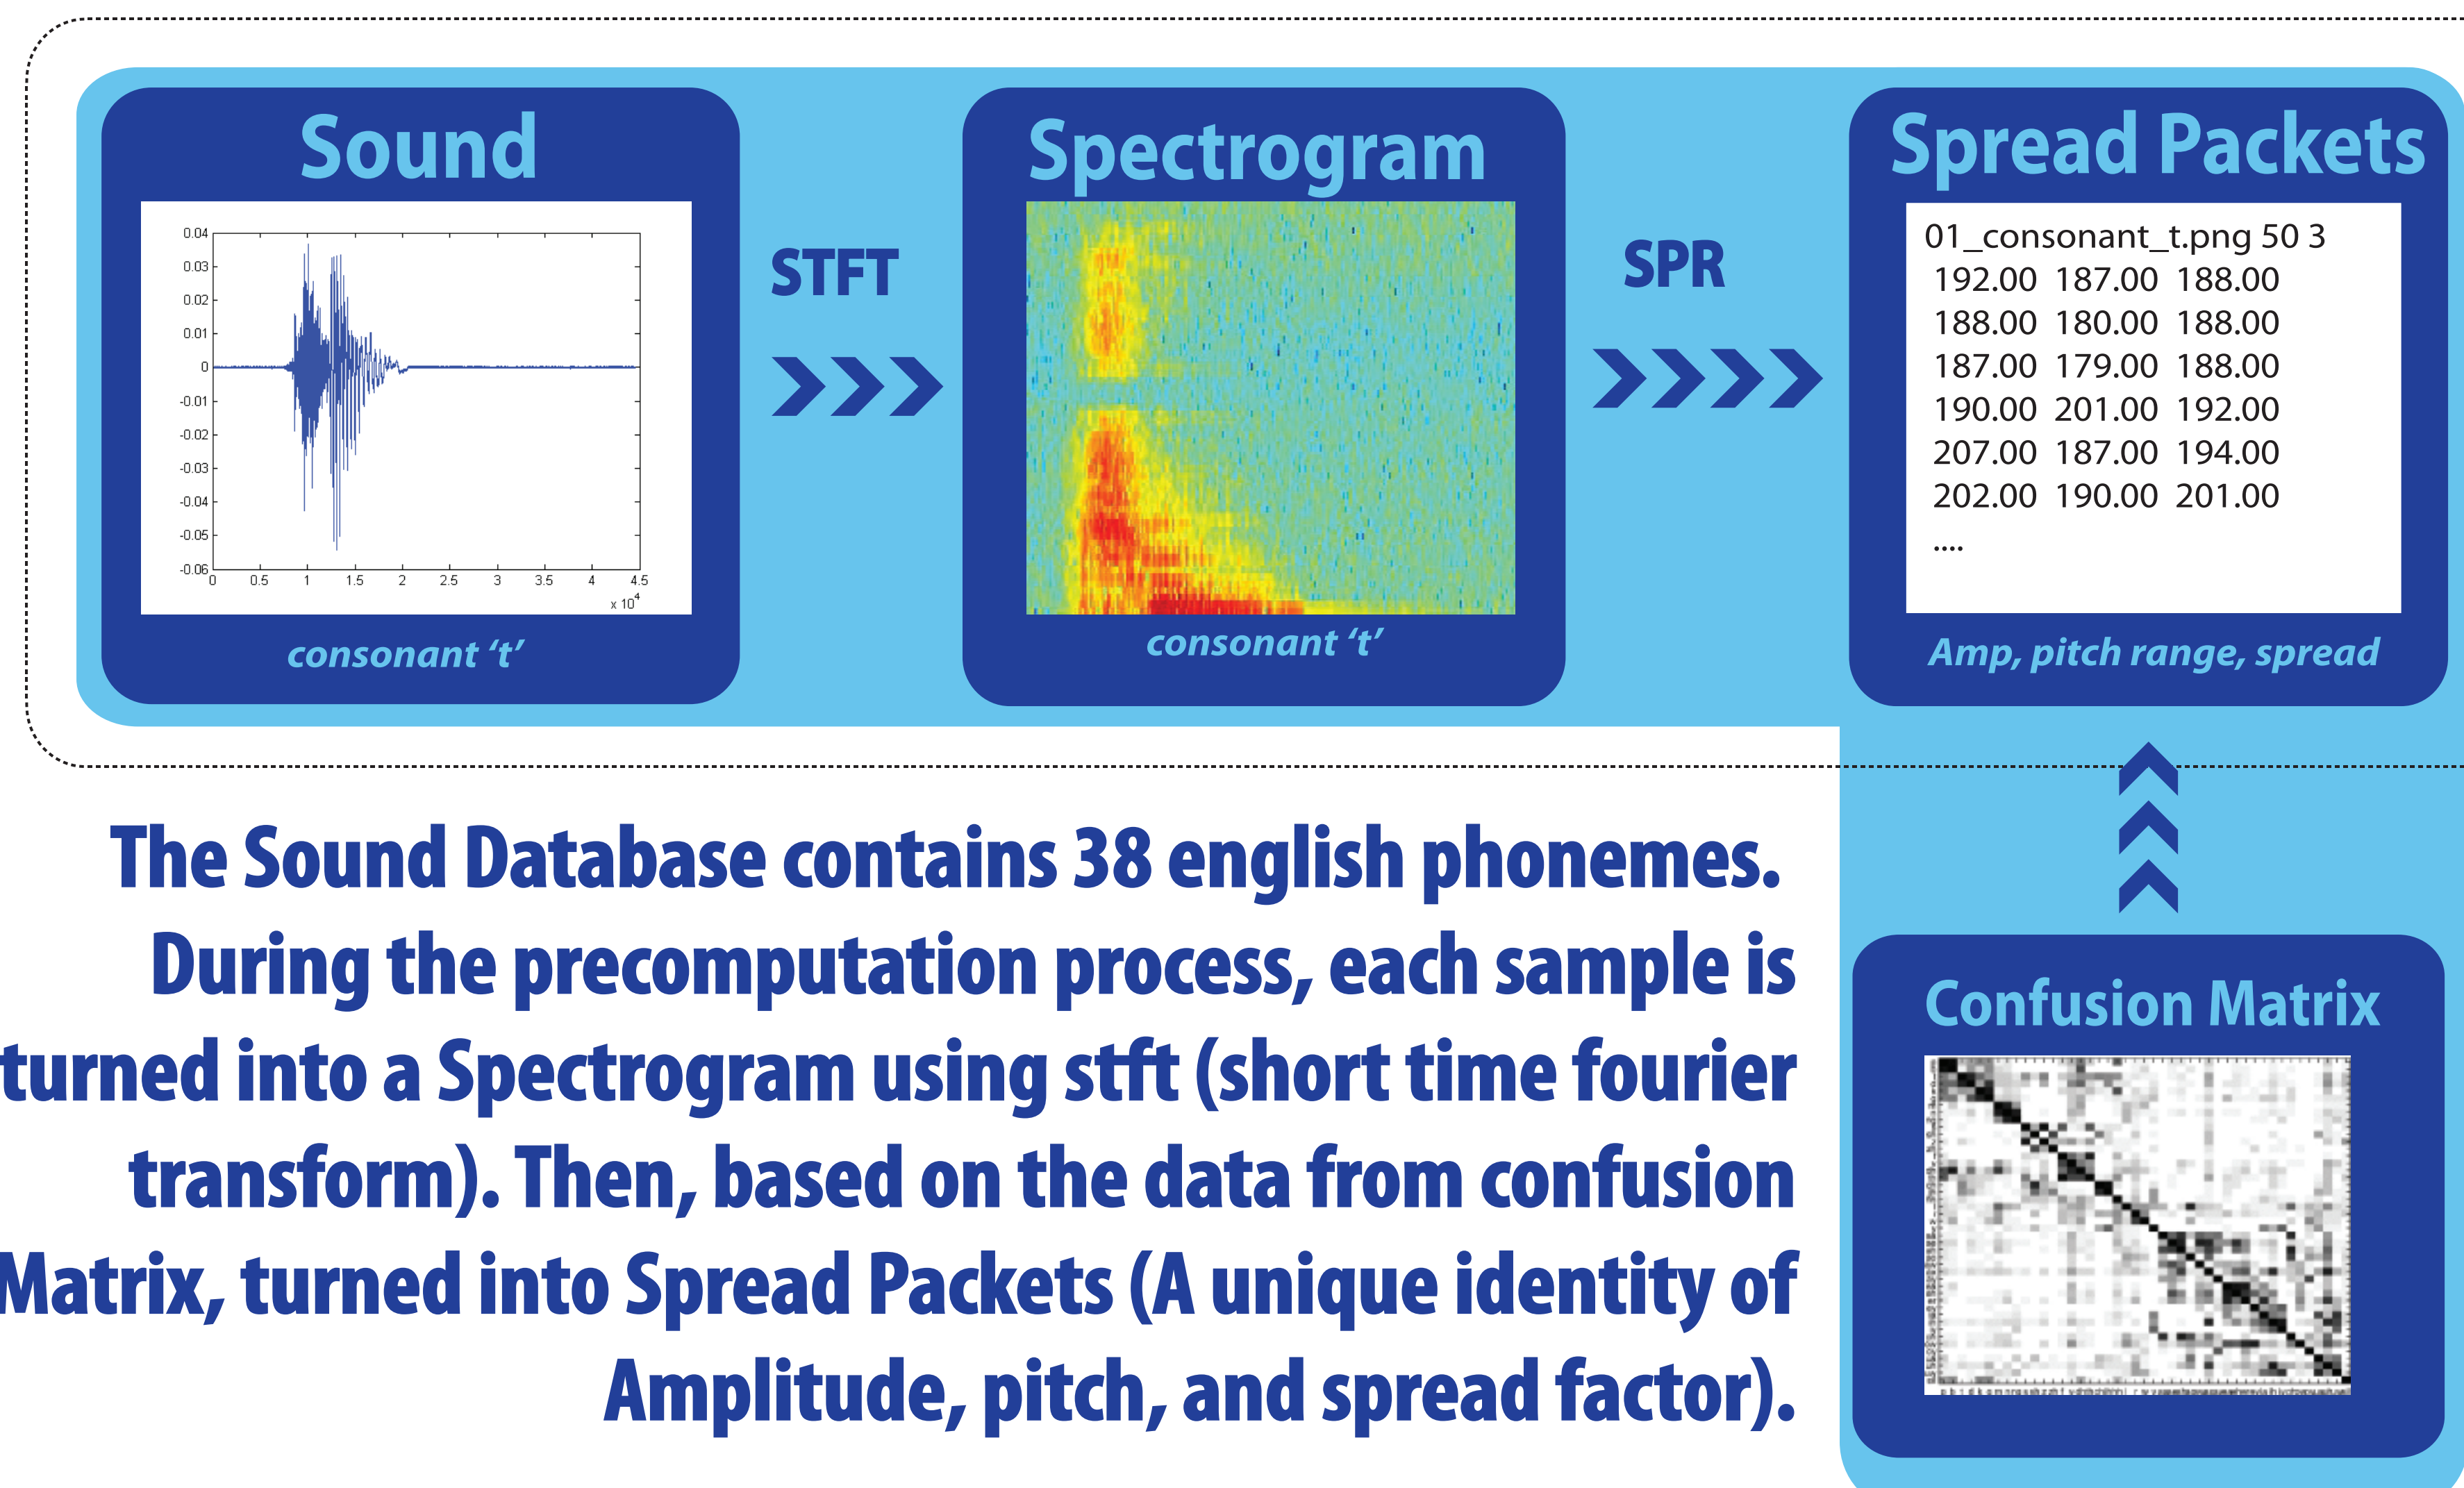 Sound
0.04
0.03
0.02
0.01
0
-0.01
-0.02
-0.03
-0.04
-0.05
-0.06
0 0.5 1 1.5 2 2.5 3 3.5 4 4.5
x 10^4
consonant ‘t’
STFT
Spectrogram
consonant ‘t’
SPR
Spread Packets
01_consonant_t.png 50 3
192.00 187.00 188.00
188.00 180.00 188.00
187.00 179.00 188.00
190.00 201.00 192.00
207.00 187.00 194.00
202.00 190.00 201.00
....
Amp, pitch range, spread
The Sound Database contains 38 english phonemes.
During the precomputation process, each sample is
turned into a Spectrogram using stft (short time fourier
transform). Then, based on the data from confusion
Matrix, turned into Spread Packets (A unique identity of
Amplitude, pitch, and spread factor).
Confusion Matrix